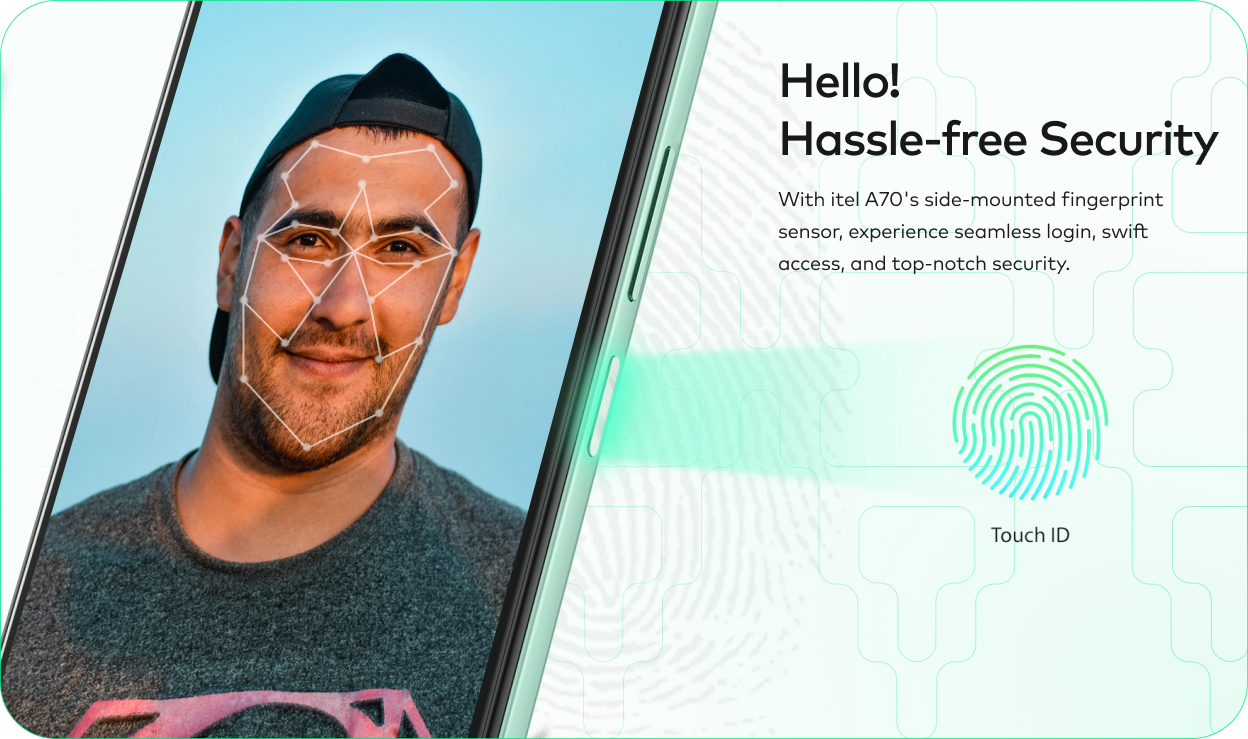 Hello!
Hassle-free Security
With itel A70's side-mounted fingerprint
sensor, experience seamless login, swift
access, and top-notch security.
Touch ID